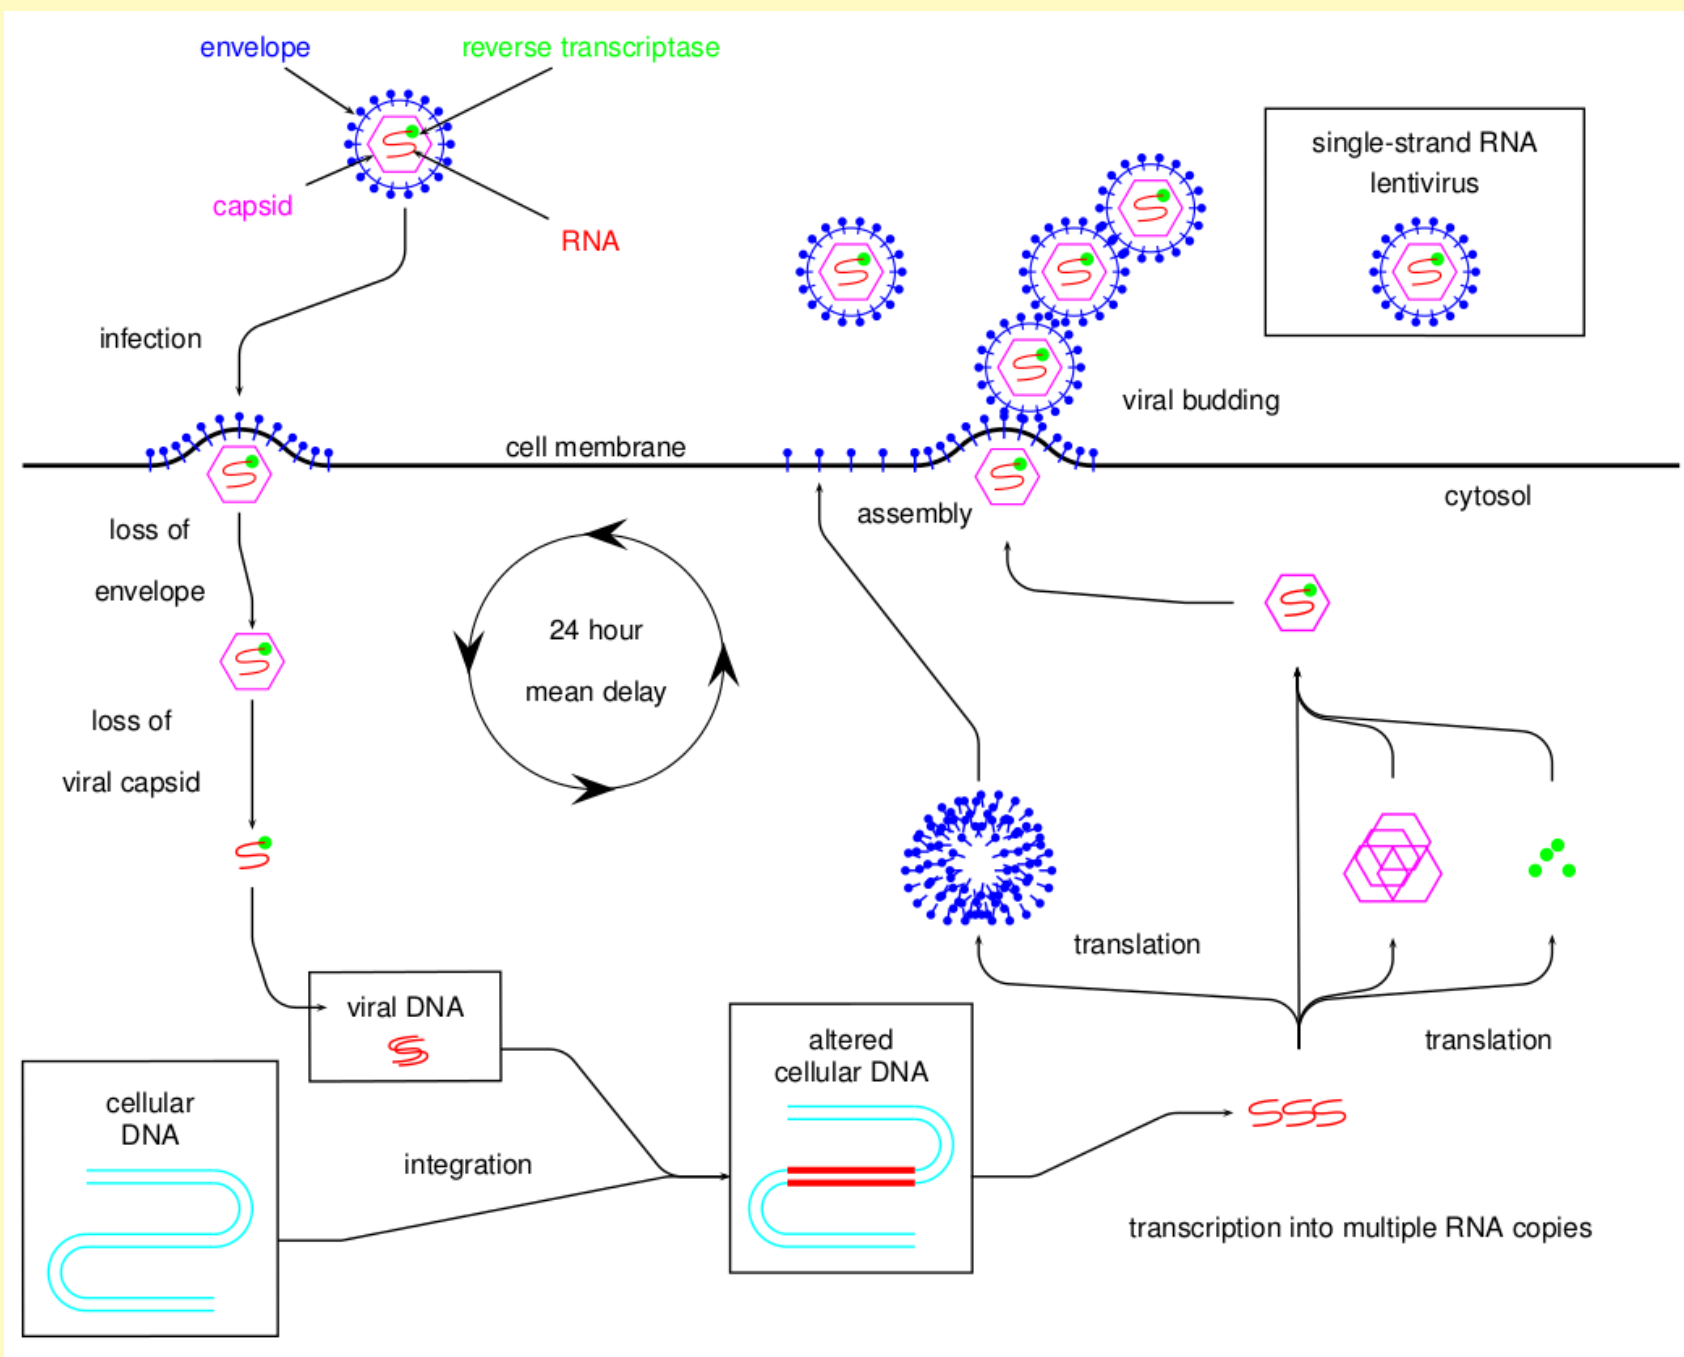 envelope
reverse transcriptase
capsid
RNA
single-strand RNA
lentivirus
infection
viral budding
cell membrane
cytosol
assembly
loss of
envelope
24 hour
mean delay
loss of
viral capsid
translation
viral DNA
altered
cellular DNA
translation
cellular
DNA
integration
transcription into multiple RNA copies